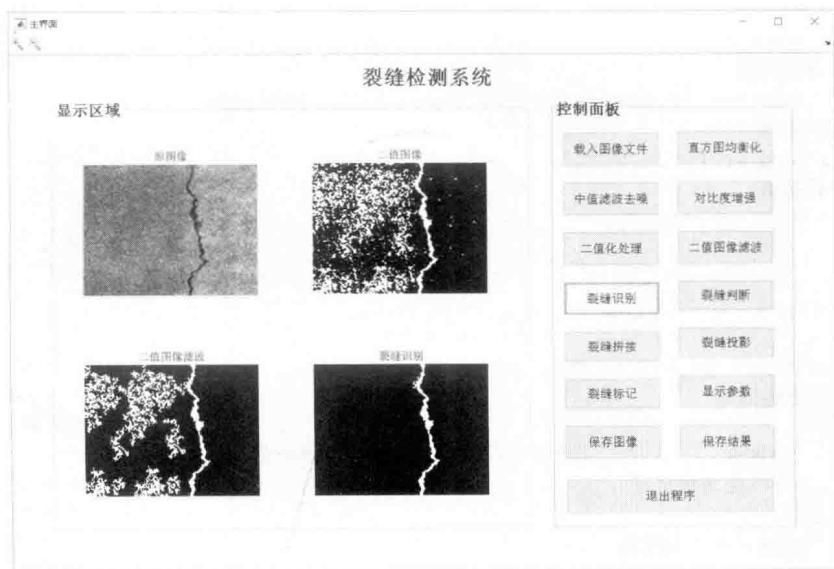 主界面
裂缝检测系统
显示区域
原图像
二值图像
二值图像滤波
裂缝识别
控制面板
载入图像文件
直方图均衡化
中值滤波去噪
对比度增强
二值化处理
二值图像滤波
裂缝识别
裂缝判断
裂缝拼接
裂缝投影
裂缝标记
显示参数
保存图像
保存结果
退出程序